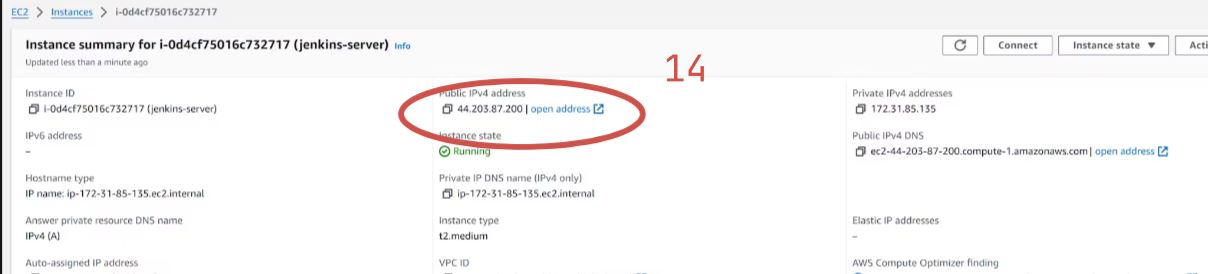 EC2 > Instances > i-0d4cf75016c732717
Instance summary for i-0d4cf75016c732717 (jenkins-server) Info
Updated less than a minute ago
Connect
Instance state ▼
Acti
14
Instance ID
i-0d4cf75016c732717 (jenkins-server)
Public IPv4 address
44.203.87.200 | open address
Private IPv4 addresses
172.31.85.135
IPv6 address
–
Instance state
Running
Public IPv4 DNS
ec2-44-203-87-200.compute-1.amazonaws.com | open address
Hostname type
IP name: ip-172-31-85-135.ec2.internal
Private IP DNS name (IPv4 only)
ip-172-31-85-135.ec2.internal
Answer private resource DNS name
IPv4 (A)
Instance type
t2.medium
Elastic IP addresses
–
Auto-assigned IP address
VPC ID
AWS Compute Optimizer finding